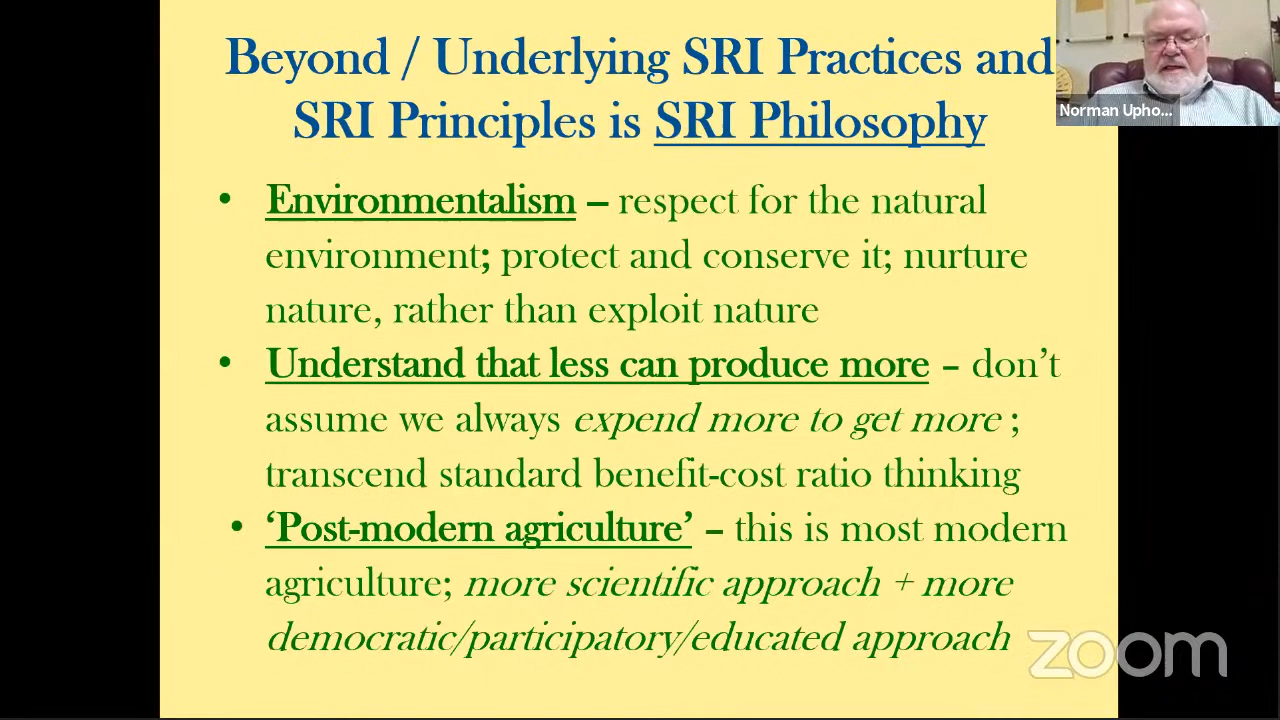 Beyond / Underlying SRI Practices and
SRI Principles is SRI Philosophy
Norman Upho...
• Environmentalism – respect for the natural
environment; protect and conserve it; nurture
nature, rather than exploit nature
• Understand that less can produce more – don’t
assume we always expend more to get more ;
transcend standard benefit-cost ratio thinking
• ‘Post-modern agriculture’ – this is most modern
agriculture; more scientific approach + more
democratic/participatory/educated approach
zoom